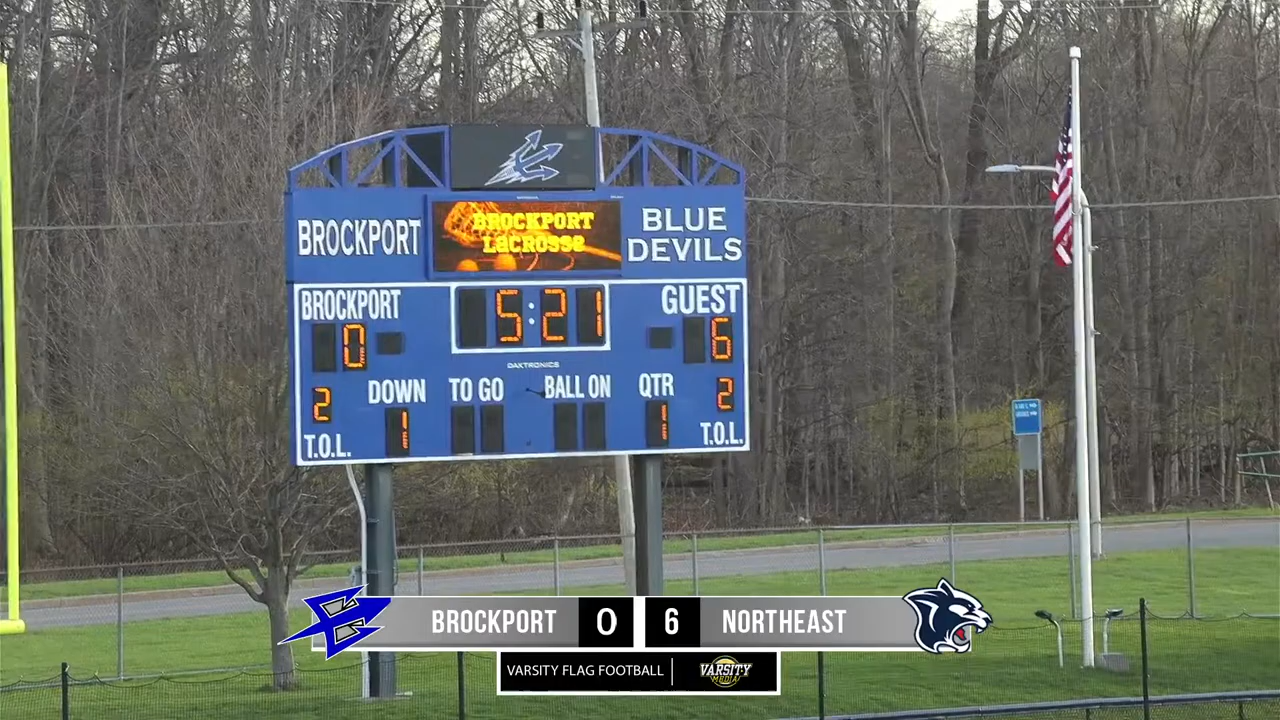 BROCKPORT
BROCKPORT
LaCROSSe
BLUE
DEVILS
BROCKPORT
5:21
GUEST
0
6
DAKTRONICS
DOWN
TO GO
BALL ON
QTR
2
1
1
2
T.O.L.
T.O.L.
BROCKPORT 0 6 NORTHEAST
VARSITY FLAG FOOTBALL
VARSITY
MEDIA